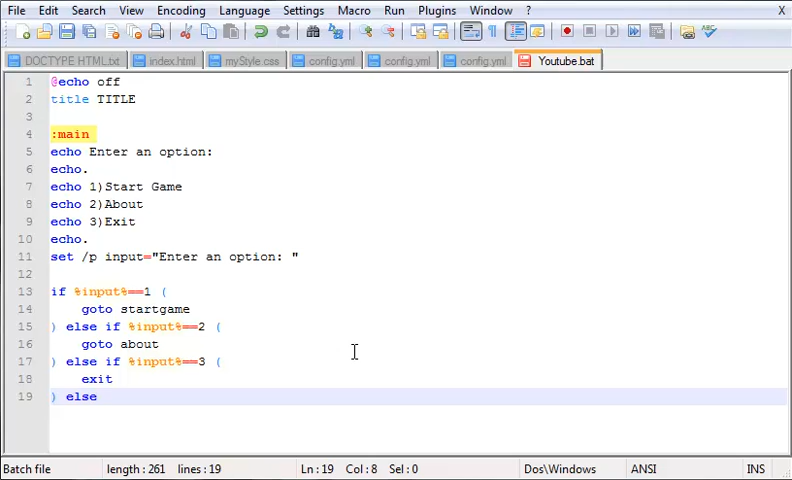 File Edit Search View Encoding Language Settings Macro Run Plugins Window ? X
DOCTYPE HTML.txt index.html myStyle.css config.yml config.yml config.yml Youtube.bat
1 @echo off
2 title TITLE
3
4 :main
5 echo Enter an option:
6 echo.
7 echo 1)Start Game
8 echo 2)About
9 echo 3)Exit
10 echo.
11 set /p input="Enter an option: "
12
13 if %input%==1 (
14 goto startgame
15 ) else if %input%==2 (
16 goto about
17 ) else if %input%==3 (
18 exit
19 ) else
Batch file length : 261 lines : 19 Ln : 19 Col : 8 Sel : 0 Dos\Windows ANSI INS